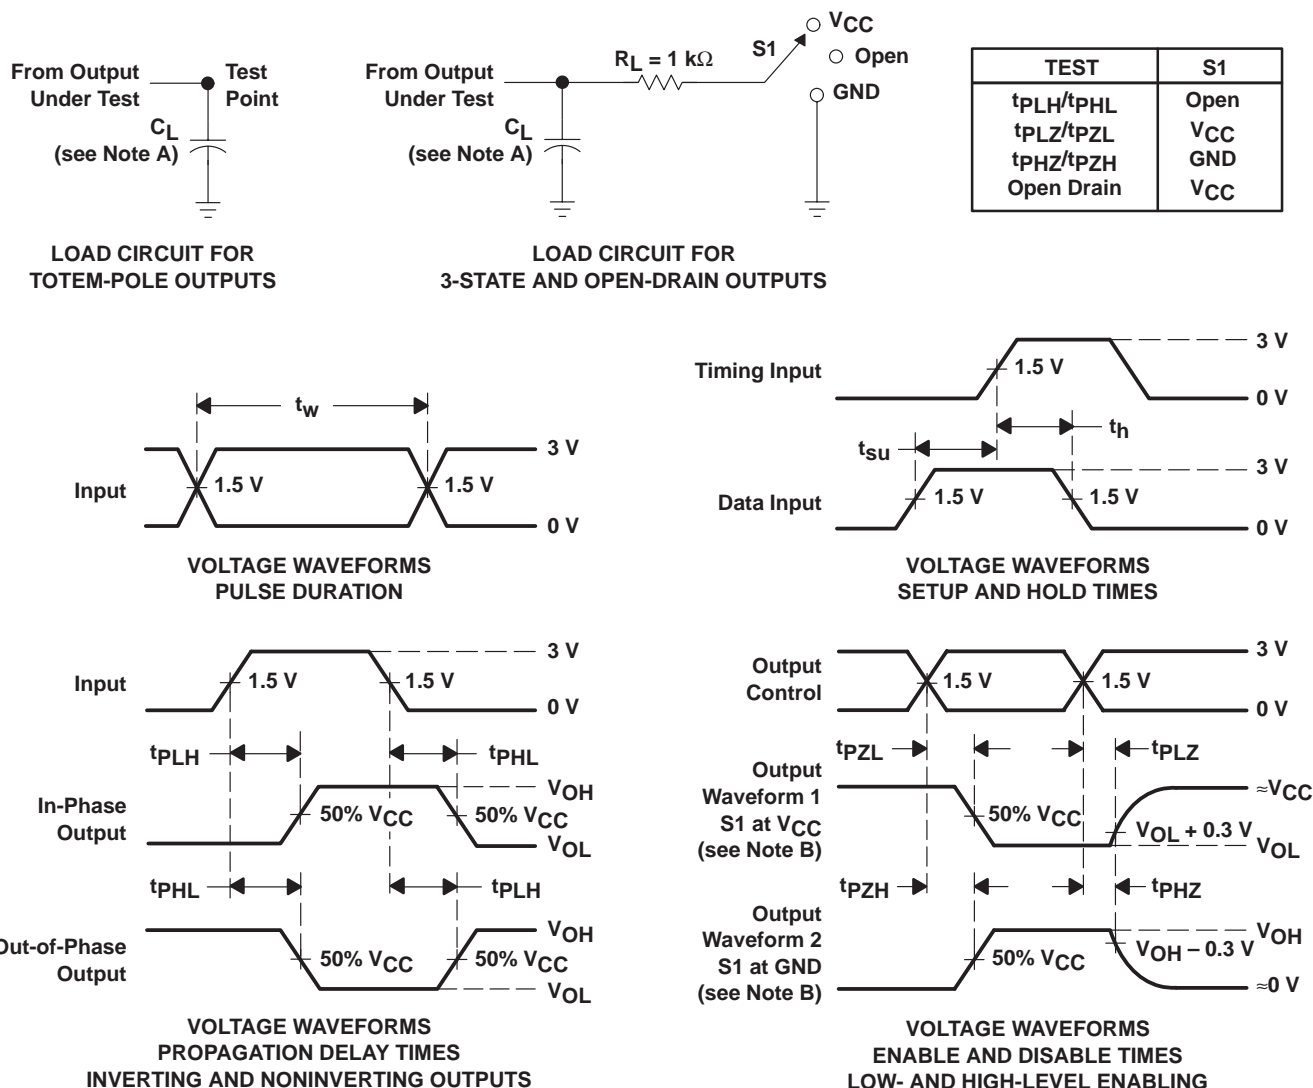 From Output
Under Test
Test
Point
CL
(see Note A)
LOAD CIRCUIT FOR
TOTEM-POLE OUTPUTS
From Output
Under Test
RL = 1 kΩ
S1
VCC
Open
GND
CL
(see Note A)
LOAD CIRCUIT FOR
3-STATE AND OPEN-DRAIN OUTPUTS
TEST S1
tPLH/tPHL Open
tPLZ/tPZL VCC
tPHZ/tPZH GND
Open Drain VCC
tw
Input
1.5 V
1.5 V
3 V
0 V
VOLTAGE WAVEFORMS
PULSE DURATION
Timing Input
1.5 V
3 V
0 V
tsu
th
Data Input
1.5 V
1.5 V
3 V
0 V
VOLTAGE WAVEFORMS
SETUP AND HOLD TIMES
Input
1.5 V
1.5 V
3 V
0 V
tPLH
tPHL
In-Phase
Output
50% VCC
50% VCC
VOH
VOL
tPHL
tPLH
Out-of-Phase
Output
50% VCC
50% VCC
VOH
VOL
VOLTAGE WAVEFORMS
PROPAGATION DELAY TIMES
INVERTING AND NONINVERTING OUTPUTS
Output
Control
1.5 V
1.5 V
3 V
0 V
tPZL
tPLZ
Output
Waveform 1
S1 at VCC
(see Note B)
50% VCC
≈VCC
VOL + 0.3 V
VOL
tPZH
tPHZ
Output
Waveform 2
S1 at GND
(see Note B)
50% VCC
VOH
VOH – 0.3 V
≈0 V
VOLTAGE WAVEFORMS
ENABLE AND DISABLE TIMES
LOW- AND HIGH-LEVEL ENABLING